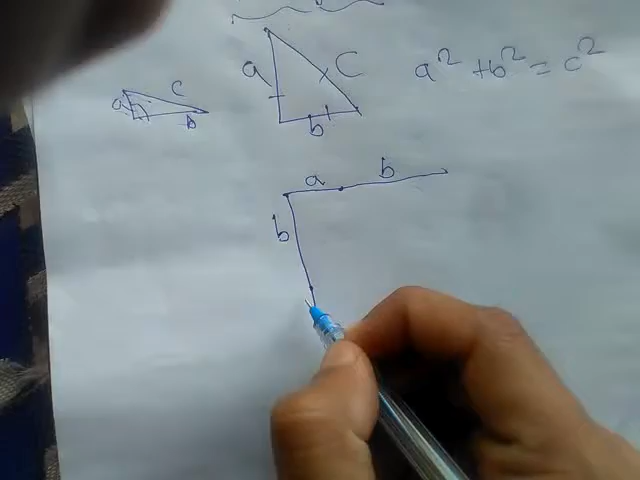 a c b
a c b
a² + b² = c²
a b
b